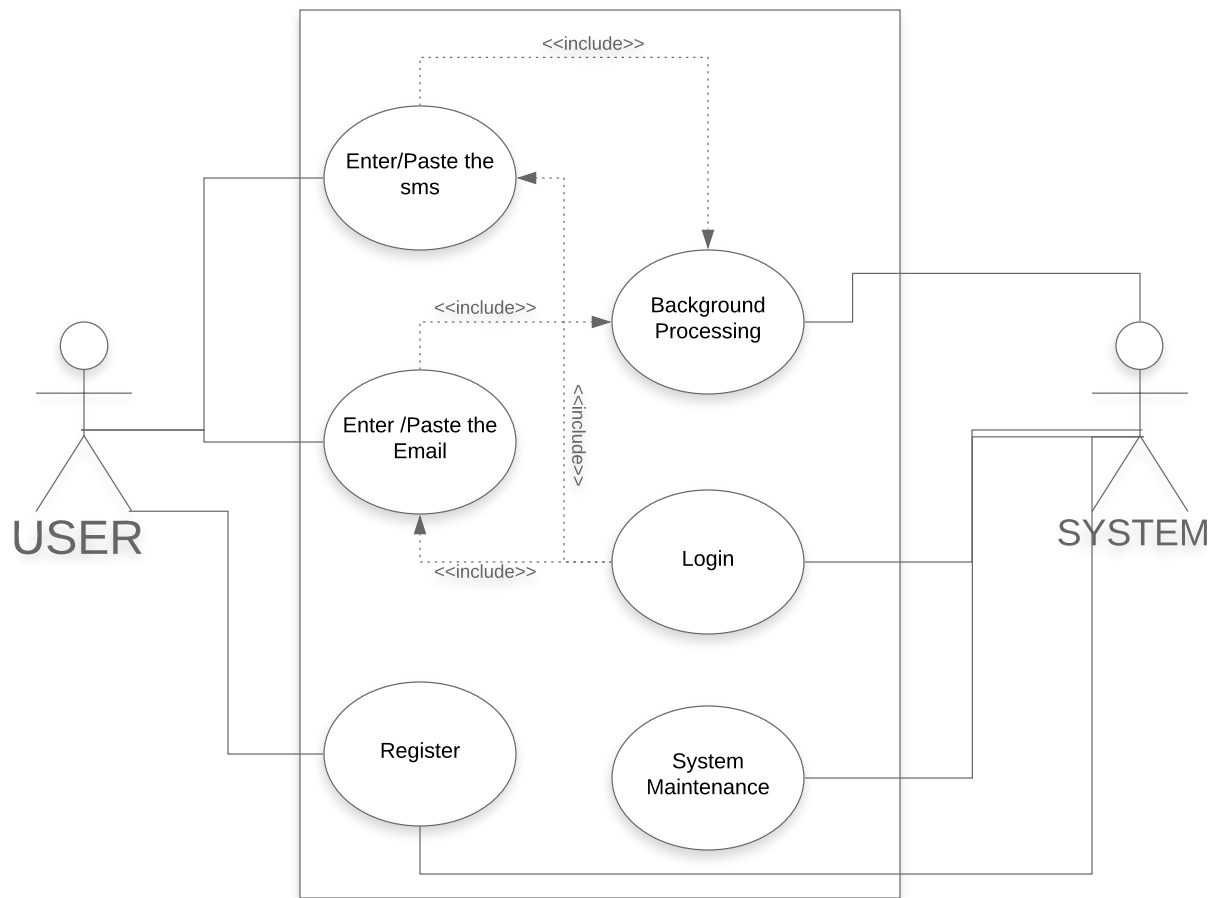 <<include>>
Enter/Paste the
sms
<<include>>
Background
Processing
<<include>>
Enter /Paste the
Email
USER
SYSTEM
<<include>>
Login
Register
System
Maintenance